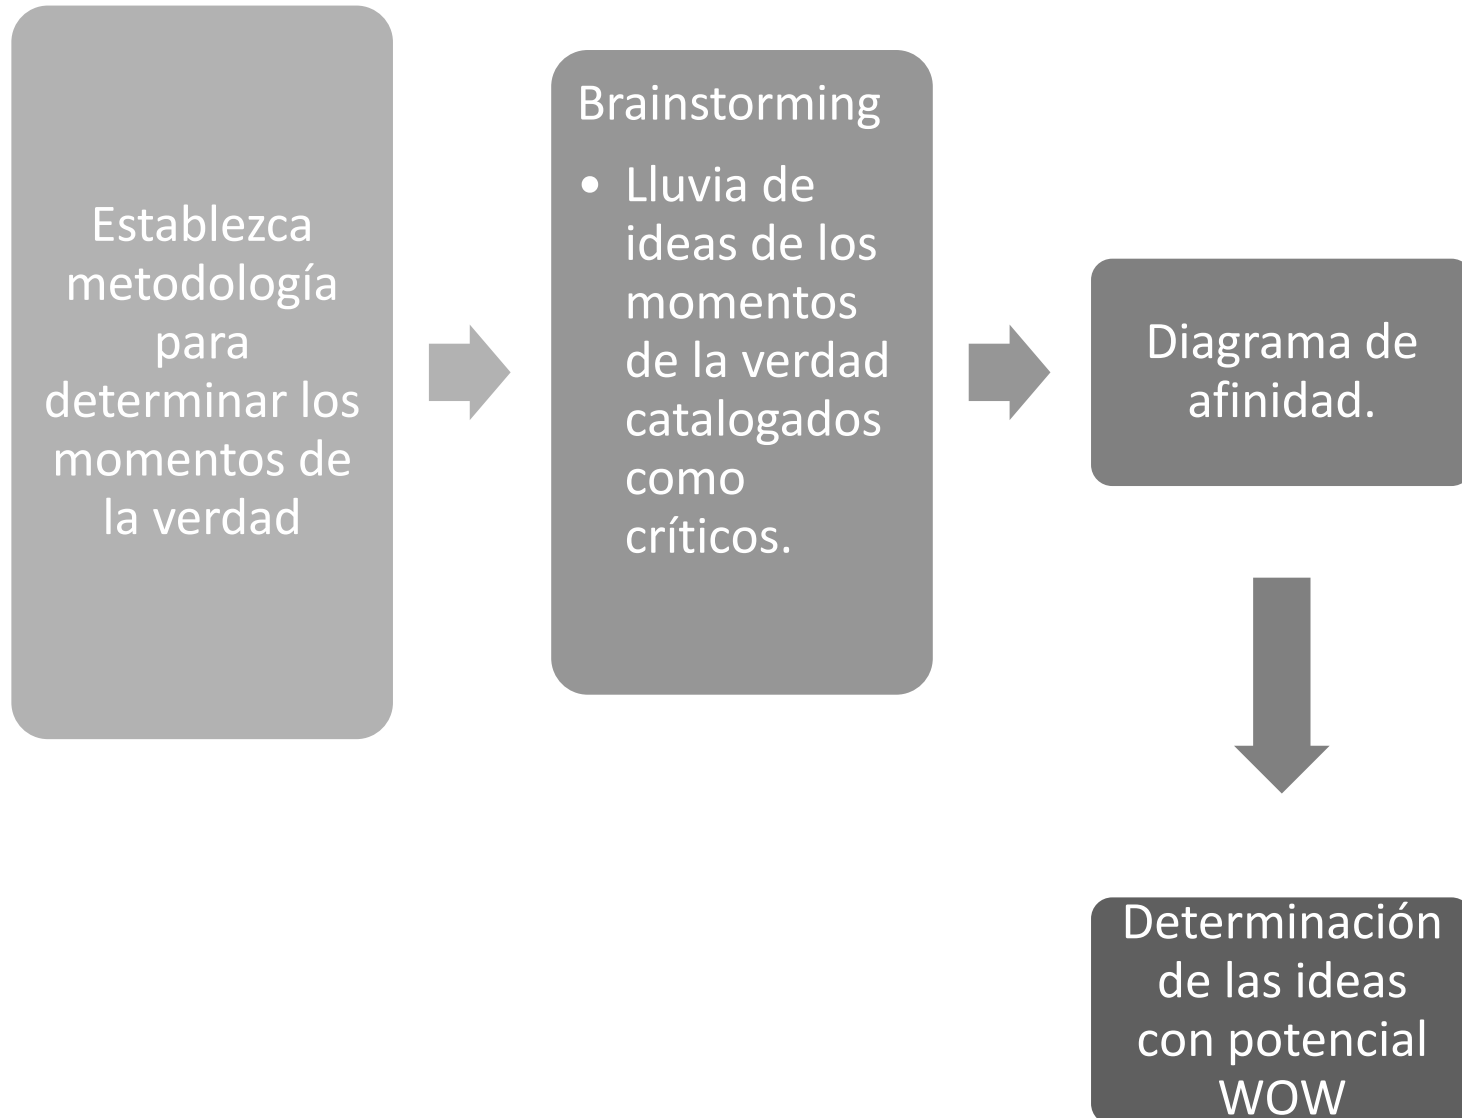 Establezca
metodología
para
determinar los
momentos de
la verdad
Brainstorming
• Lluvia de
ideas de los
momentos
de la verdad
catalogados
como
críticos.
Diagrama de
afinidad.
Determinación
de las ideas
con potencial
WOW